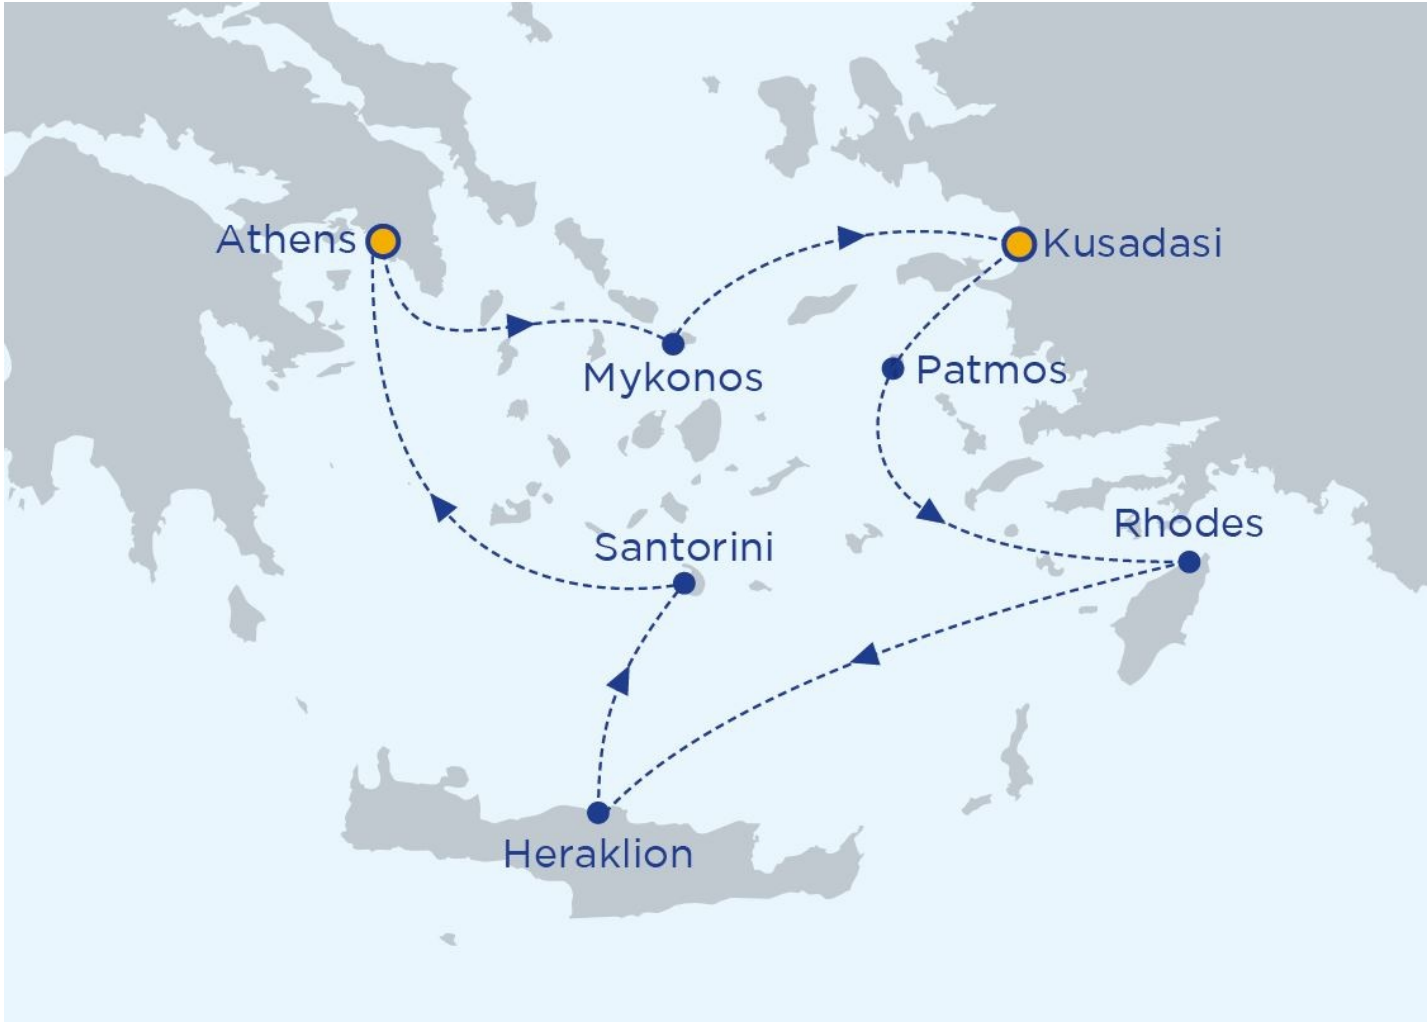 Athens
Kusadasi
Mykonos
Patmos
Rhodes
Santorini
Heraklion